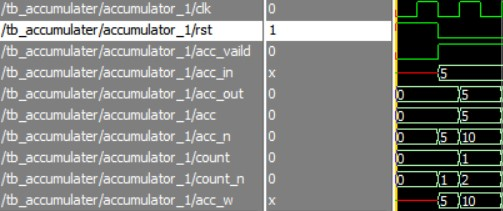 /tb_accumulater/accumulator_1/clk 0
/tb_accumulater/accumulator_1/rst 1
/tb_accumulater/accumulator_1/acc_vaild 0
/tb_accumulater/accumulator_1/acc_in x 5
/tb_accumulater/accumulator_1/acc_out 0 0 5
/tb_accumulater/accumulator_1/acc 0 0 5
/tb_accumulater/accumulator_1/acc_n 0 0 5 10
/tb_accumulater/accumulator_1/count 0 0 1
/tb_accumulater/accumulator_1/count_n 0 0 1 2
/tb_accumulater/accumulator_1/acc_w x 5 10